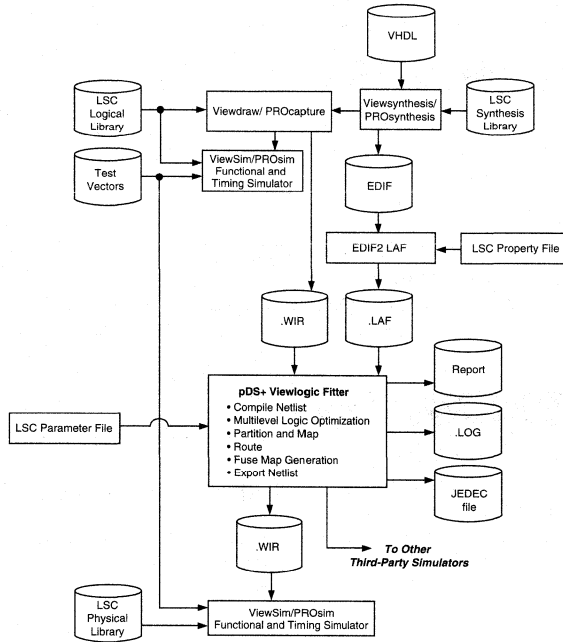 VHDL
LSC
Logical
Library
Viewdraw/ PROcapture
Viewsynthesis/
PROsynthesis
LSC
Synthesis
Library
Test
Vectors
ViewSim/PROsim
Functional and
Timing Simulator
EDIF
EDIF2 LAF
LSC Property File
.WIR
.LAF
Report
pDS+ Viewlogic Fitter
• Compile Netlist
• Multilevel Logic Optimization
• Partition and Map
• Route
• Fuse Map Generation
• Export Netlist
LSC Parameter File
.LOG
JEDEC
file
.WIR
To Other
Third-Party Simulators
LSC
Physical
Library
ViewSim/PROsim
Functional and Timing Simulator